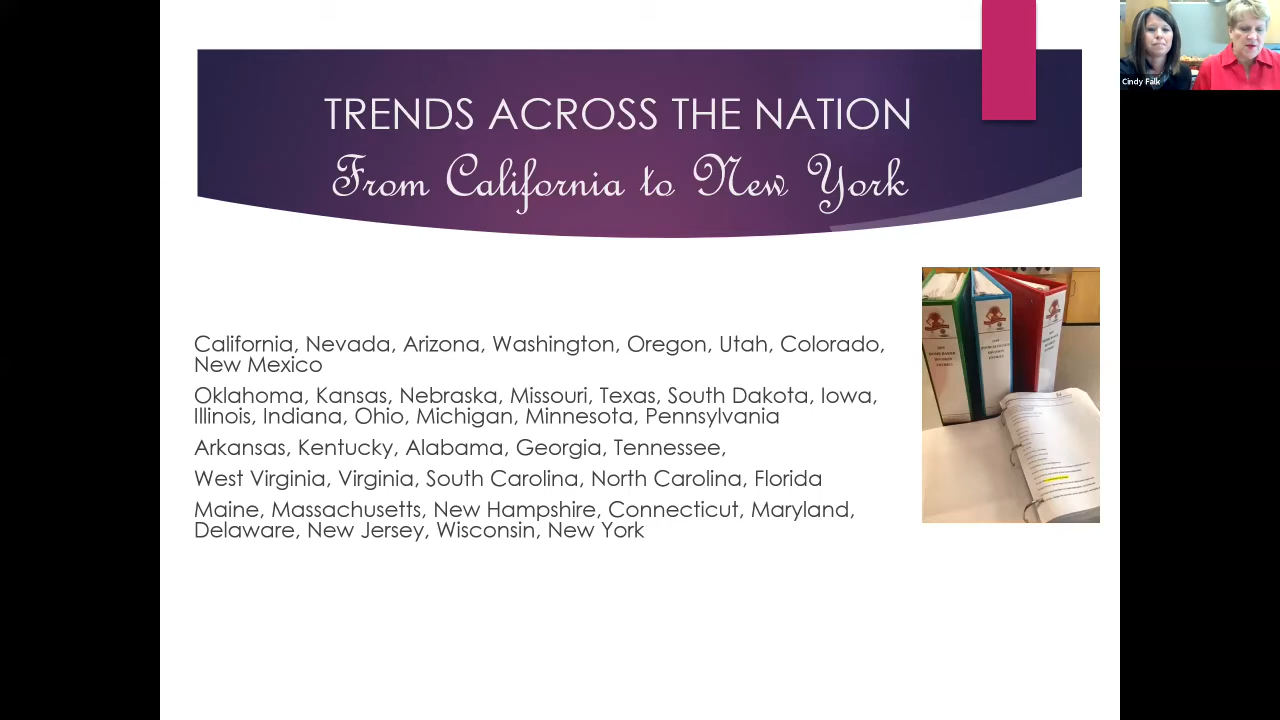 TRENDS ACROSS THE NATION
From California to New York
Cindy Falk
California, Nevada, Arizona, Washington, Oregon, Utah, Colorado,
New Mexico
Oklahoma, Kansas, Nebraska, Missouri, Texas, South Dakota, Iowa,
Illinois, Indiana, Ohio, Michigan, Minnesota, Pennsylvania
Arkansas, Kentucky, Alabama, Georgia, Tennessee,
West Virginia, Virginia, South Carolina, North Carolina, Florida
Maine, Massachusetts, New Hampshire, Connecticut, Maryland,
Delaware, New Jersey, Wisconsin, New York